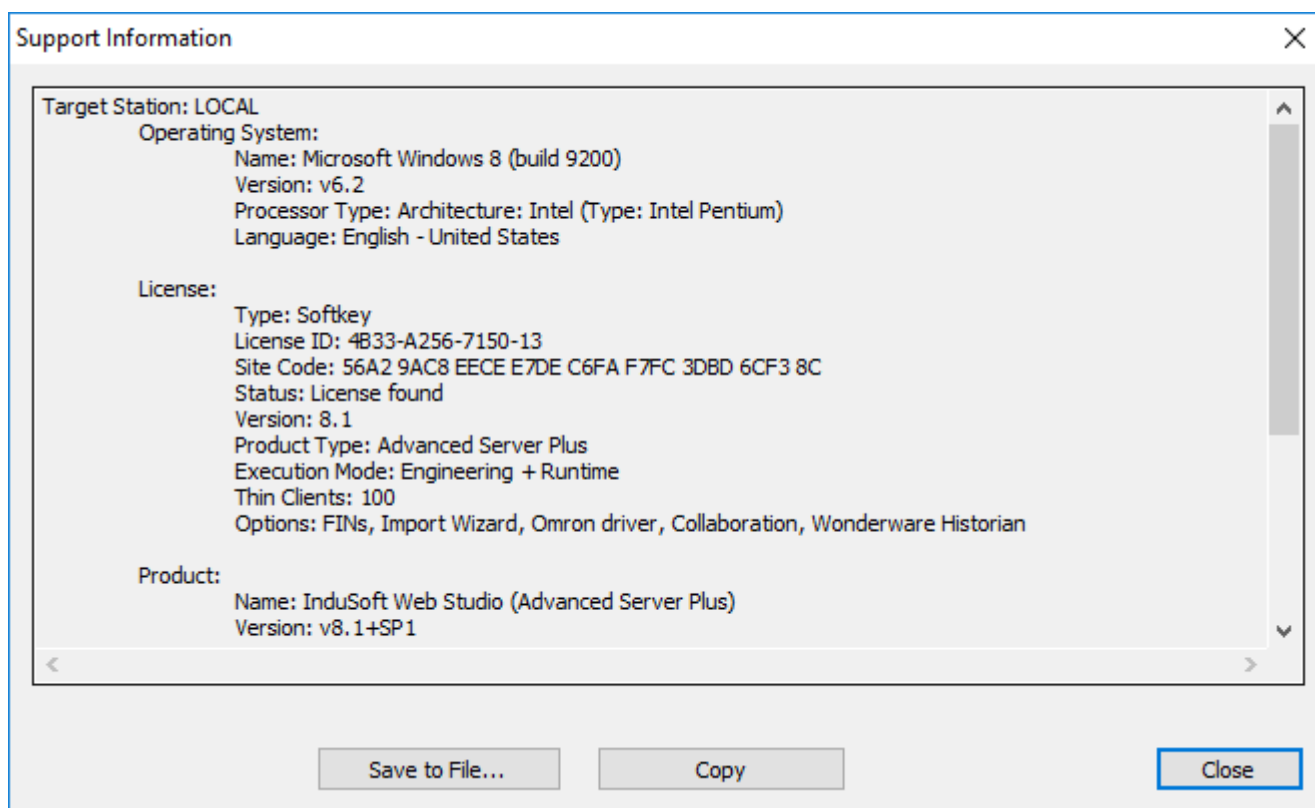 Support Information
Target Station: LOCAL
Operating System:
Name: Microsoft Windows 8 (build 9200)
Version: v6.2
Processor Type: Architecture: Intel (Type: Intel Pentium)
Language: English - United States
License:
Type: Softkey
License ID: 4B33-A256-7150-13
Site Code: 56A2 9AC8 EECE E7DE C6FA F7FC 3DBD 6CF3 8C
Status: License found
Version: 8.1
Product Type: Advanced Server Plus
Execution Mode: Engineering + Runtime
Thin Clients: 100
Options: FINs, Import Wizard, Omron driver, Collaboration, Wonderware Historian
Product:
Name: InduSoft Web Studio (Advanced Server Plus)
Version: v8.1+SP1
Save to File... Copy Close